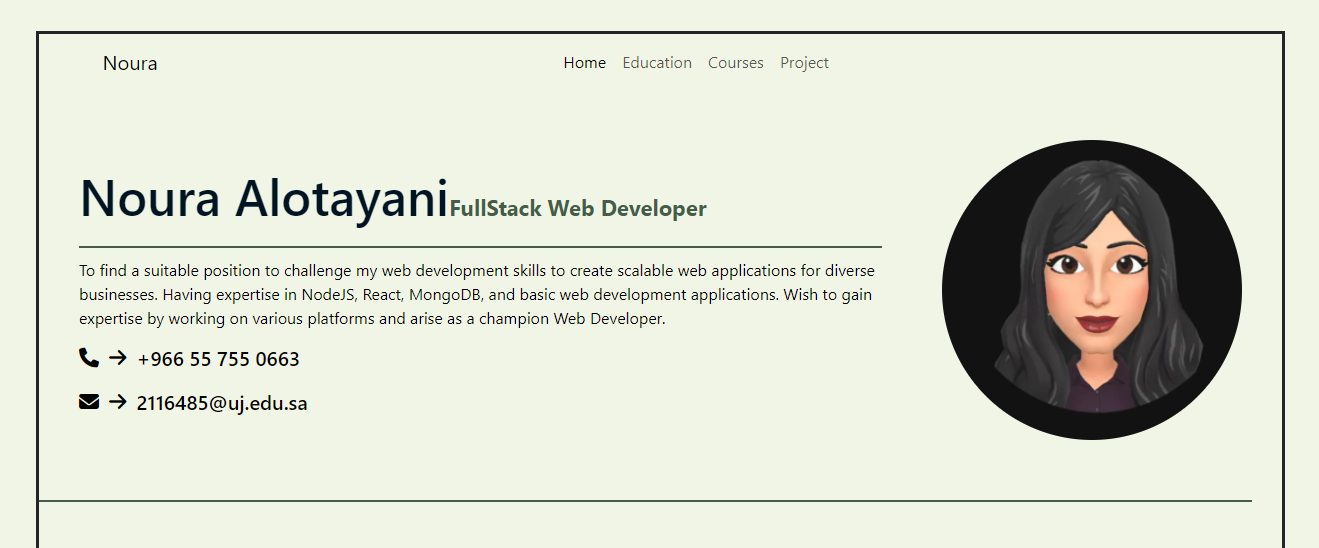 Noura
Home Education Courses Project
Noura Alotayani FullStack Web Developer
To find a suitable position to challenge my web development skills to create scalable web applications for diverse
businesses. Having expertise in NodeJS, React, MongoDB, and basic web development applications. Wish to gain
expertise by working on various platforms and arise as a champion Web Developer.
+966 55 755 0663
2116485@uj.edu.sa